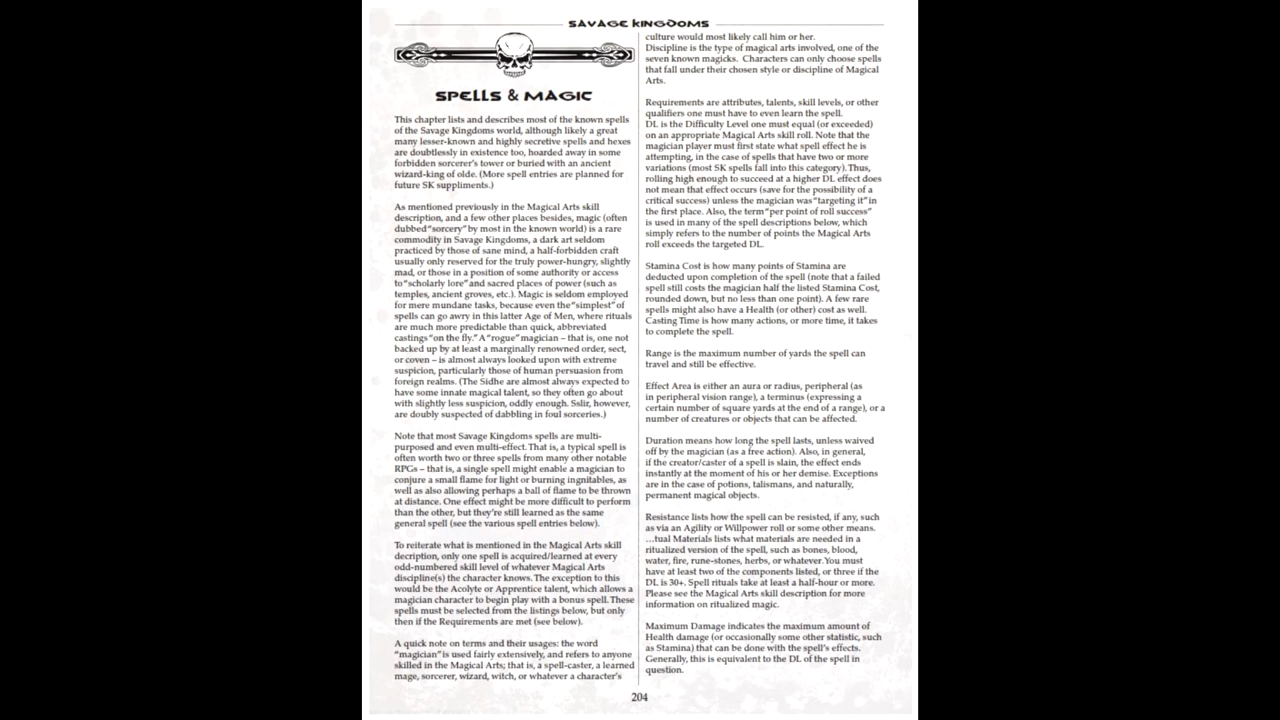 SAVAGE KINGDOMS
SPELLS & MAGIC
This chapter lists and describes most of the known spells
of the Savage Kingdoms world, although likely a great
many lesser-known and highly secretive spells and hexes
are doubtlessly in existence too, hoarded away in some
forbidden sorcerer's tower or buried with an ancient
wizard-king of olde. (More spell entries are planned for
future SK suppliments.)
As mentioned previously in the Magical Arts skill
description, and a few other places besides, magic (often
dubbed "sorcery" by most in the known world) is a rare
commodity in Savage Kingdoms, a dark art seldom
practiced by those of sane mind, a half-forbidden craft
usually only reserved for the truly power-hungry, slightly
mad, or those in a position of some authority or access
to "scholarly lore" and sacred places of power (such as
temples, ancient groves, etc.). Magic is seldom employed
for mere mundane tasks, because even the "simplest" of
spells can go awry in this latter Age of Men, where rituals
are much more predictable than quick, abbreviated
castings "on the fly." A "rogue" magician – that is, one not
backed up by at least a marginally renowned order, sect,
or coven – is almost always looked upon with extreme
suspicion, particularly those of human persuasion from
foreign realms. (The Sidhe are almost always expected to
have some innate magical talent, so they often go about
with slightly less suspicion, oddly enough. Sslir, however,
are doubly suspected of dabbling in foul sorceries.)
Note that most Savage Kingdoms spells are multi-
purposed and even multi-effect. That is, a typical spell is
often worth two or three spells from many other notable
RPGs – that is, a single spell might enable a magician to
conjure a small flame for light or burning ingnitables, as
well as also allowing perhaps a ball of flame to be thrown
at distance. One effect might be more difficult to perform
than the other, but they're still learned as the same
general spell (see the various spell entries below).
To reiterate what is mentioned in the Magical Arts skill
decription, only one spell is acquired/learned at every
odd-numbered skill level of whatever Magical Arts
discipline(s) the character knows. The exception to this
would be the Acolyte or Apprentice talent, which allows a
magician character to begin play with a bonus spell. These
spells must be selected from the listings below, but only
then if the Requirements are met (see below).
A quick note on terms and their usages: the word
"magician" is used fairly extensively, and refers to anyone
skilled in the Magical Arts; that is, a spell-caster, a learned
mage, sorcerer, wizard, witch, or whatever a character's
culture would most likely call him or her.
Discipline is the type of magical arts involved, one of the
seven known magicks. Characters can only choose spells
that fall under their chosen style or discipline of Magical
Arts.
Requirements are attributes, talents, skill levels, or other
qualifiers one must have to even learn the spell.
DL is the Difficulty Level one must equal (or exceeded)
on an appropriate Magical Arts skill roll. Note that the
magician player must first state what spell effect he is
attempting, in the case of spells that have two or more
variations (most SK spells fall into this category). Thus,
rolling high enough to succeed at a higher DL effect does
not mean that effect occurs (save for the possibility of a
critical success) unless the magician was "targeting it" in
the first place. Also, the term "per point of roll success"
is used in many of the spell descriptions below, which
simply refers to the number of points the Magical Arts
roll exceeds the targeted DL.
Stamina Cost is how many points of Stamina are
deducted upon completion of the spell (note that a failed
spell still costs the magician half the listed Stamina Cost,
rounded down, but no less than one point). A few rare
spells might also have a Health (or other) cost as well.
Casting Time is how many actions, or more time, it takes
to complete the spell.
Range is the maximum number of yards the spell can
travel and still be effective.
Effect Area is either an aura or radius, peripheral (as
in peripheral vision range), a terminus (expressing a
certain number of square yards at the end of a range), or a
number of creatures or objects that can be affected.
Duration means how long the spell lasts, unless waived
off by the magician (as a free action). Also, in general,
if the creator/caster of a spell is slain, the effect ends
instantly at the moment of his or her demise. Exceptions
are in the case of potions, talismans, and naturally,
permanent magical objects.
Resistance lists how the spell can be resisted, if any, such
as via an Agility or Willpower roll or some other means.
…tual Materials lists what materials are needed in a
ritualized version of the spell, such as bones, blood,
water, fire, rune-stones, herbs, or whatever. You must
have at least two of the components listed, or three if the
DL is 30+. Spell rituals take at least a half-hour or more.
Please see the Magical Arts skill description for more
information on ritualized magic.
Maximum Damage indicates the maximum amount of
Health damage (or occasionally some other statistic, such
as Stamina) that can be done with the spell's effects.
Generally, this is equivalent to the DL of the spell in
question.
204